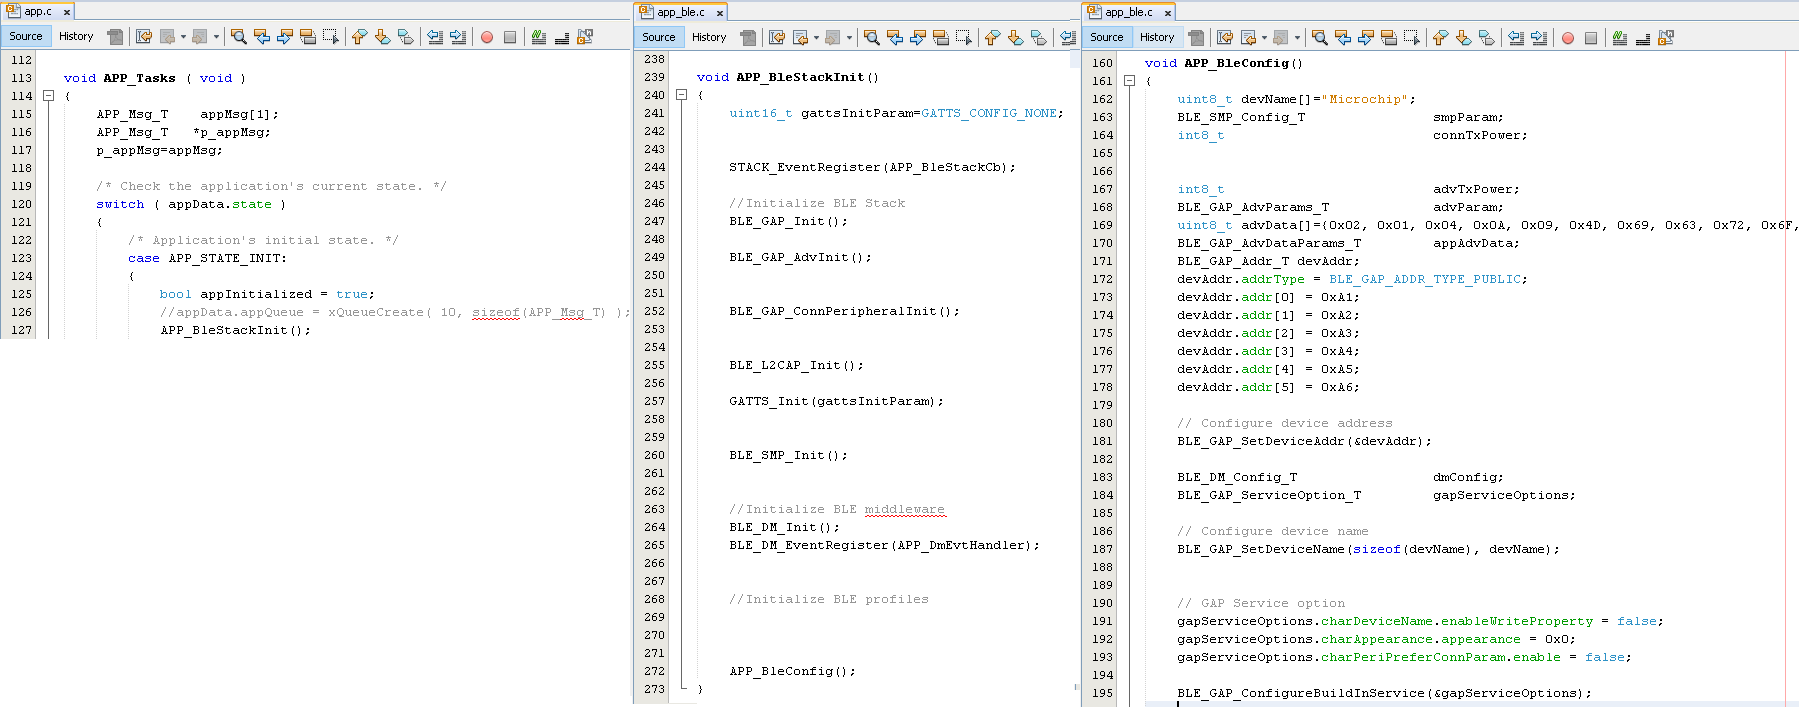 app.c
Source History
112
113 void APP_Tasks ( void )
114 {
115 APP_Msg_T appMsg[1];
116 APP_Msg_T *p_appMsg;
117 p_appMsg=appMsg;
118
119 /* Check the application's current state. */
120 switch ( appData.state )
121 {
122 /* Application's initial state. */
123 case APP_STATE_INIT:
124 {
125 bool appInitialized = true;
126 //appData.appQueue = xQueueCreate( 10, sizeof(APP_Msg_T) );
127 APP_BleStackInit();
app_ble.c
Source History
238
239 void APP_BleStackInit()
240 {
241 uint16_t gattsInitParam=GATTS_CONFIG_NONE;
242
243
244 STACK_EventRegister(APP_BleStackCb);
245
246 //Initialize BLE Stack
247 BLE_GAP_Init();
248
249 BLE_GAP_AdvInit();
250
251
252 BLE_GAP_ConnPeripheralInit();
253
254
255 BLE_L2CAP_Init();
256
257 GATTS_Init(gattsInitParam);
258
259
260 BLE_SMP_Init();
261
262
263 //Initialize BLE middleware
264 BLE_DM_Init();
265 BLE_DM_EventRegister(APP_DmEvtHandler);
266
267
268 //Initialize BLE profiles
269
270
271
272 APP_BleConfig();
273 }
app_ble.c
Source History
160 void APP_BleConfig()
161 {
162 uint8_t devName[]="Microchip";
163 BLE_SMP_Config_T smpParam;
164 int8_t connTxPower;
165
166
167 int8_t advTxPower;
168 BLE_GAP_AdvParams_T advParam;
169 uint8_t advData[]={0x02, 0x01, 0x04, 0x0A, 0x09, 0x4D, 0x69, 0x63, 0x72, 0x6F,
170 BLE_GAP_AdvDataParams_T appAdvData;
171 BLE_GAP_Addr_T devAddr;
172 devAddr.addrType = BLE_GAP_ADDR_TYPE_PUBLIC;
173 devAddr.addr[0] = 0xA1;
174 devAddr.addr[1] = 0xA2;
175 devAddr.addr[2] = 0xA3;
176 devAddr.addr[3] = 0xA4;
177 devAddr.addr[4] = 0xA5;
178 devAddr.addr[5] = 0xA6;
179
180 // Configure device address
181 BLE_GAP_SetDeviceAddr(&devAddr);
182
183 BLE_DM_Config_T dmConfig;
184 BLE_GAP_ServiceOption_T gapServiceOptions;
185
186 // Configure device name
187 BLE_GAP_SetDeviceName(sizeof(devName), devName);
188
189
190 // GAP Service option
191 gapServiceOptions.charDeviceName.enableWriteProperty = false;
192 gapServiceOptions.charAppearance.appearance = 0x0;
193 gapServiceOptions.charPeriPreferConnParam.enable = false;
194
195 BLE_GAP_ConfigureBuildInService(&gapServiceOptions);